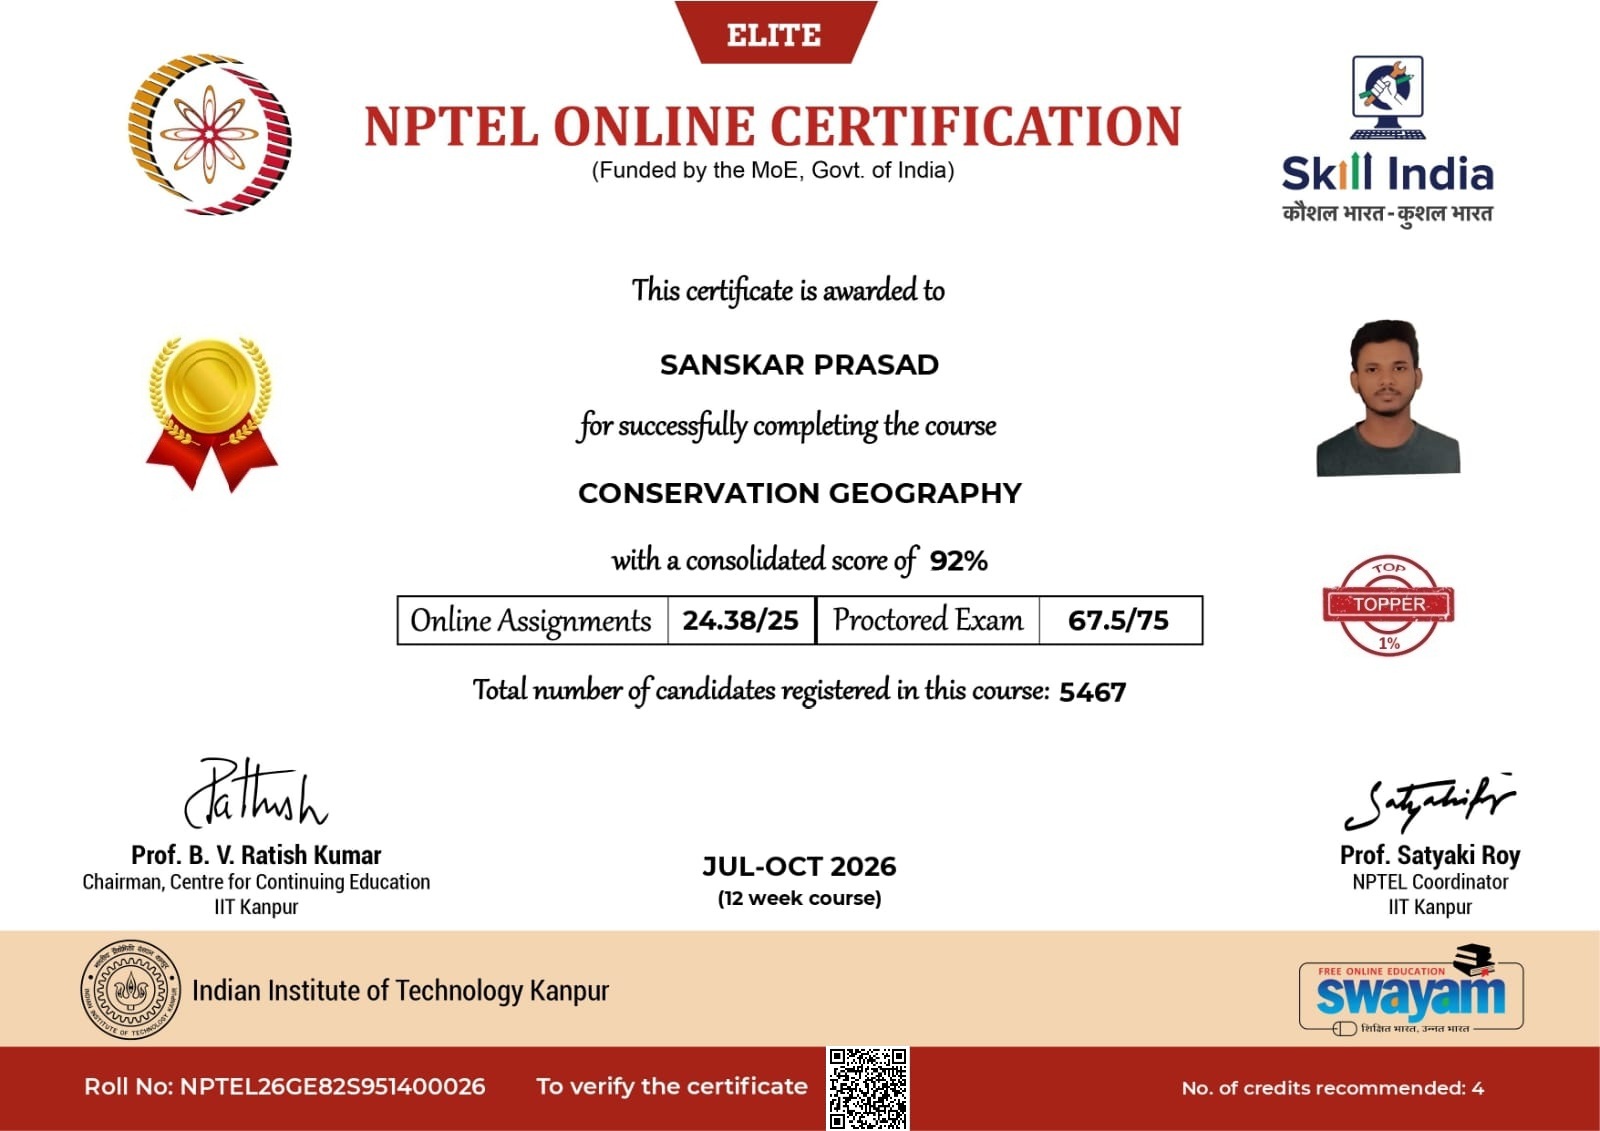 ELITE
NPTEL ONLINE CERTIFICATION
(Funded by the MoE, Govt. of India)
Skill India
कौशल भारत - कुशल भारत
This certificate is awarded to
SANSKAR PRASAD
for successfully completing the course
CONSERVATION GEOGRAPHY
with a consolidated score of 92%
Online Assignments 24.38/25 Proctored Exam 67.5/75
TOP
TOPPER
1%
Total number of candidates registered in this course: 5467
Prof. B. V. Ratish Kumar
Chairman, Centre for Continuing Education
IIT Kanpur
JUL-OCT 2026
(12 week course)
Prof. Satyaki Roy
NPTEL Coordinator
IIT Kanpur
INDIAN INSTITUTE OF TECHNOLOGY KANPUR
Indian Institute of Technology Kanpur
FREE ONLINE EDUCATION
swayam
शिक्षित भारत, उन्नत भारत
Roll No: NPTEL26GE82S951400026
To verify the certificate
No. of credits recommended: 4